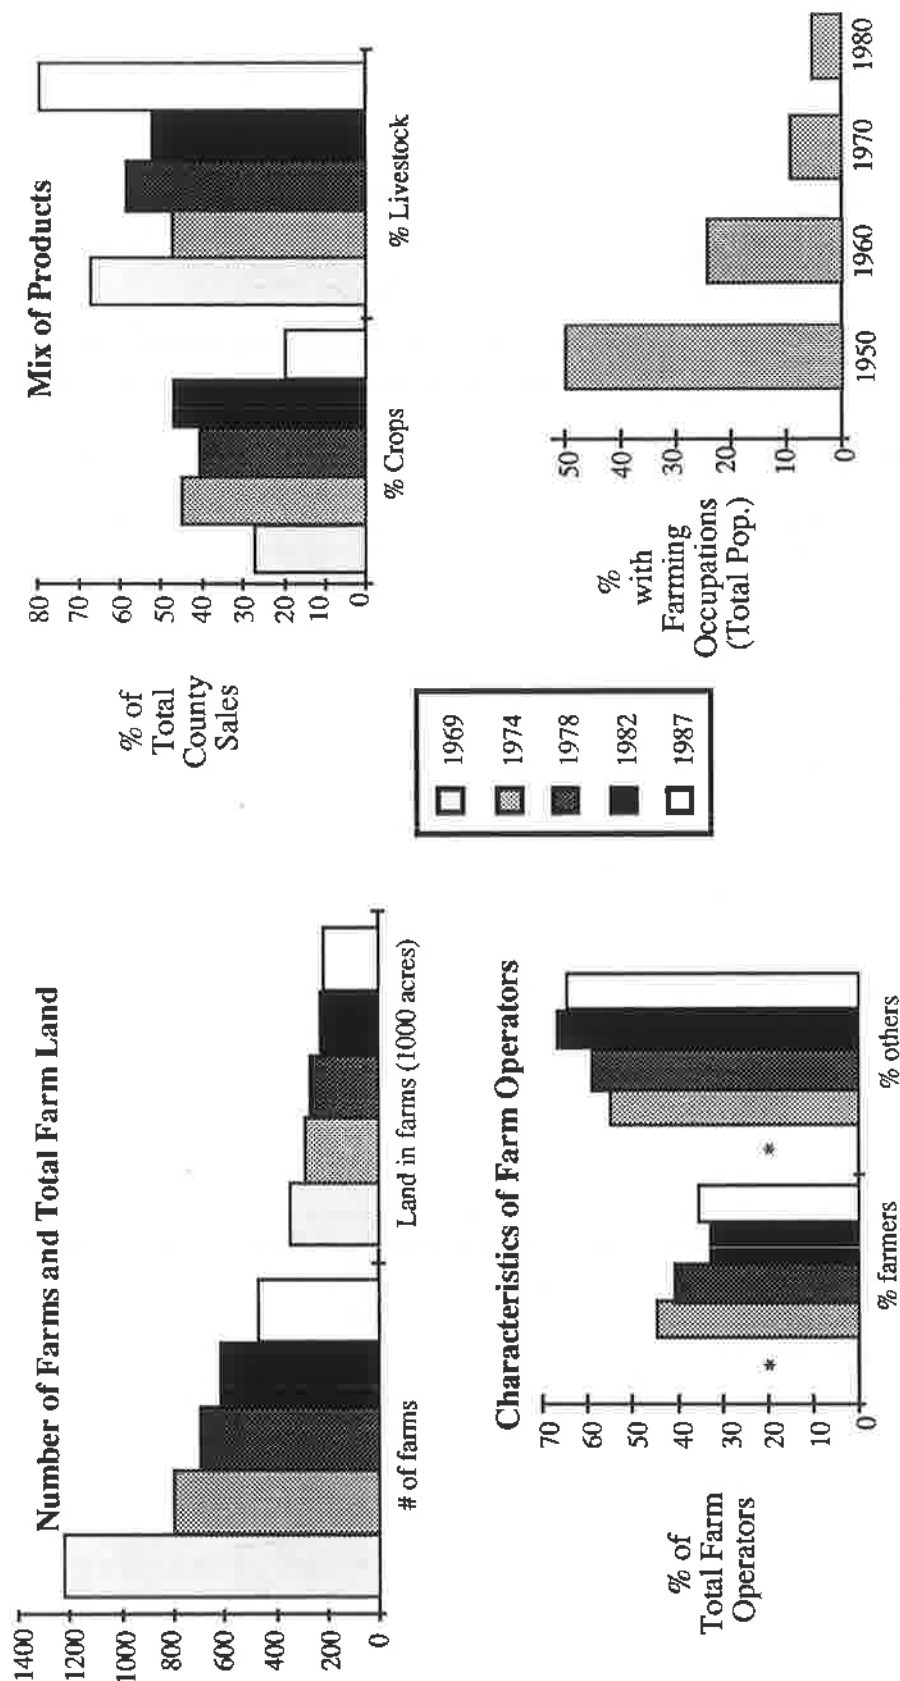 Number of Farms and Total Farm Land
1400
1200
1000
800
600
400
200
0
# of farms
Land in farms (1000 acres)
Mix of Products
% of
Total
County
Sales
80
70
60
50
40
30
20
10
0
% Crops
% Livestock
1969
1974
1978
1982
1987
Characteristics of Farm Operators
% of
Total Farm
Operators
70
60
50
40
30
20
10
0
*
*
% farmers
% others
%
with
Farming
Occupations
(Total Pop.)
50
40
30
20
10
0
1950
1960
1970
1980